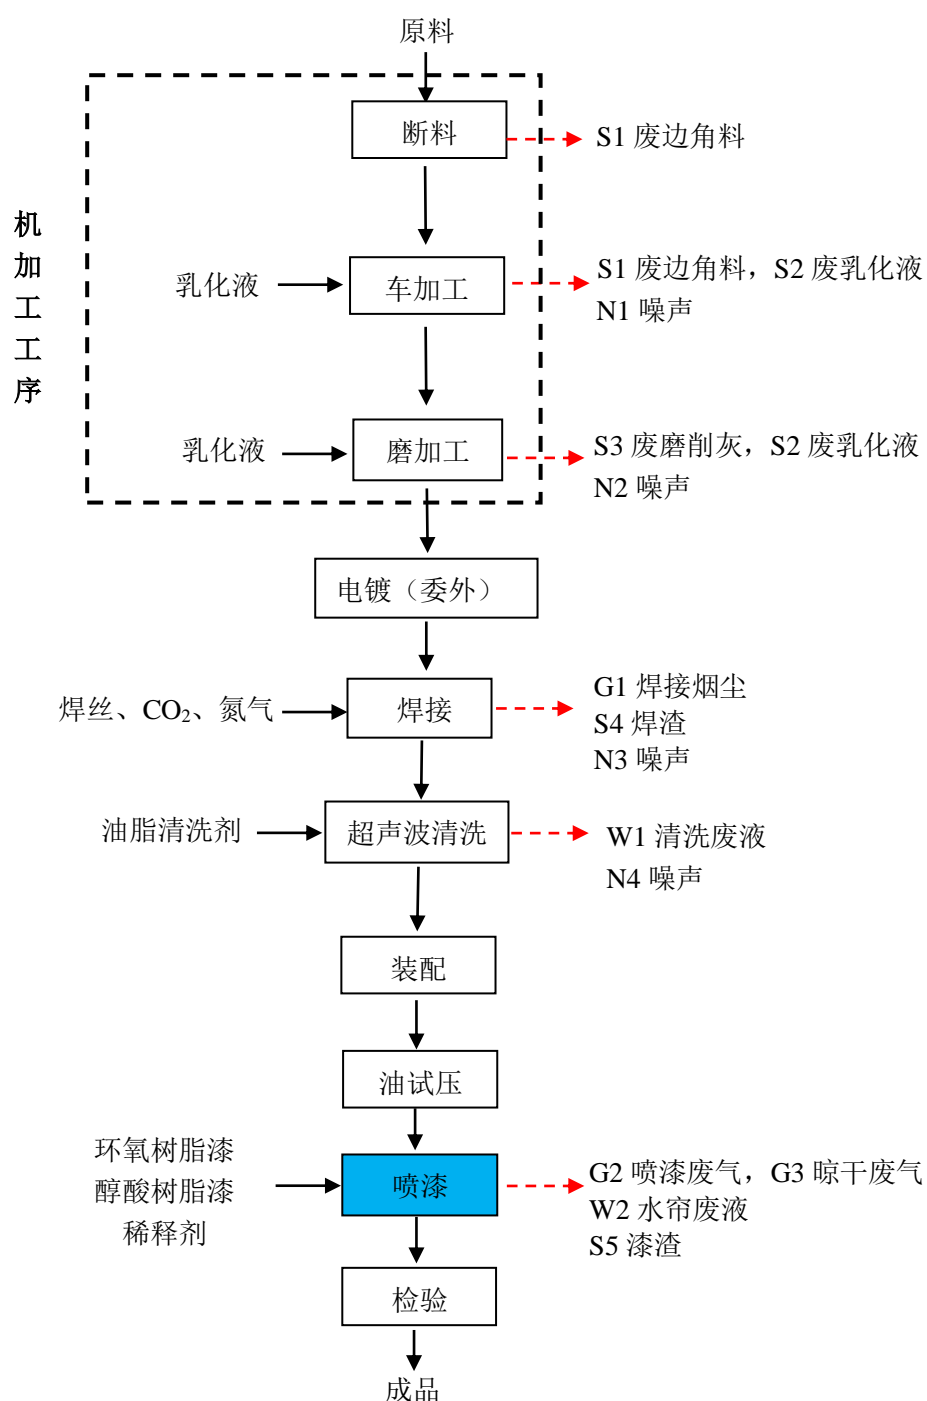 原料
断料
S1 废边角料
机加工工序
乳化液
车加工
S1 废边角料，S2 废乳化液
N1 噪声
乳化液
磨加工
S3 废磨削灰，S2 废乳化液
N2 噪声
电镀（委外）
焊丝、CO₂、氮气
焊接
G1 焊接烟尘
S4 焊渣
N3 噪声
油脂清洗剂
超声波清洗
W1 清洗废液
N4 噪声
装配
油试压
环氧树脂漆
醇酸树脂漆
稀释剂
喷漆
G2 喷漆废气，G3 晾干废气
W2 水帘废液
S5 漆渣
检验
成品